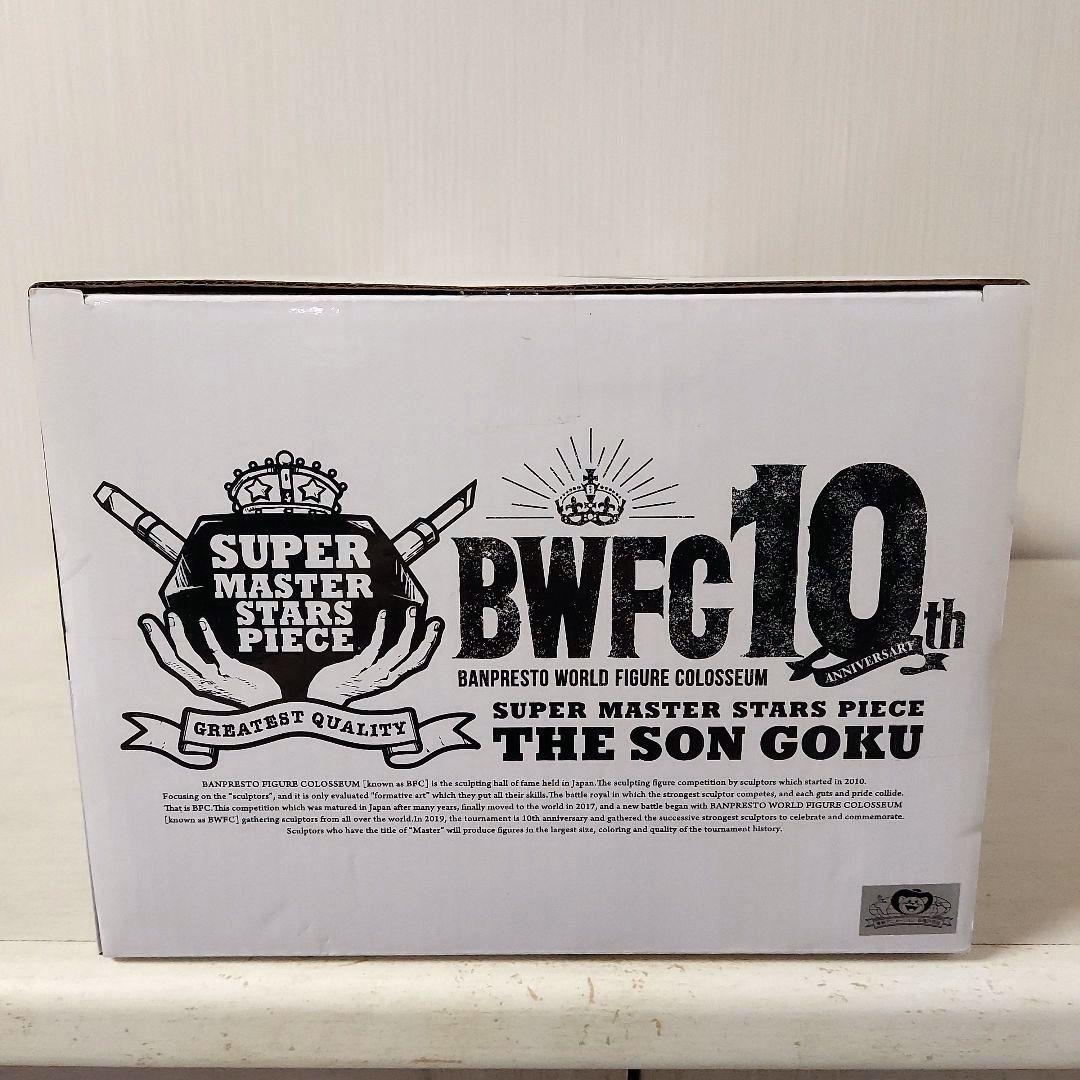 SUPER
MASTER
STARS
PIECE
GREATEST QUALITY
BWFC10th
ANNIVERSARY
BANPRESTO WORLD FIGURE COLOSSEUM
SUPER MASTER STARS PIECE
THE SON GOKU
BANPRESTO FIGURE COLOSSEUM [known as BFC] is the sculpting hall of fame held in Japan.The sculpting figure competition by sculptors which started in 2010.
Focusing on the "sculptors", and it is only evaluated "formative art" which they put all their skills.The battle royal in which the strongest sculptor competes, and each guts and pride collide.
That is BFC.This competition which was matured in Japan after many years, finally moved to the world in 2017, and a new battle began with BANPRESTO WORLD FIGURE COLOSSEUM
[known as BWFC] gathering sculptors from all over the world.In 2019, the tournament is 10th anniversary and gathered the successive strongest sculptors to celebrate and commemorate.
Sculptors who have the title of "Master" will produce figures in the largest size, coloring and quality of the tournament history.